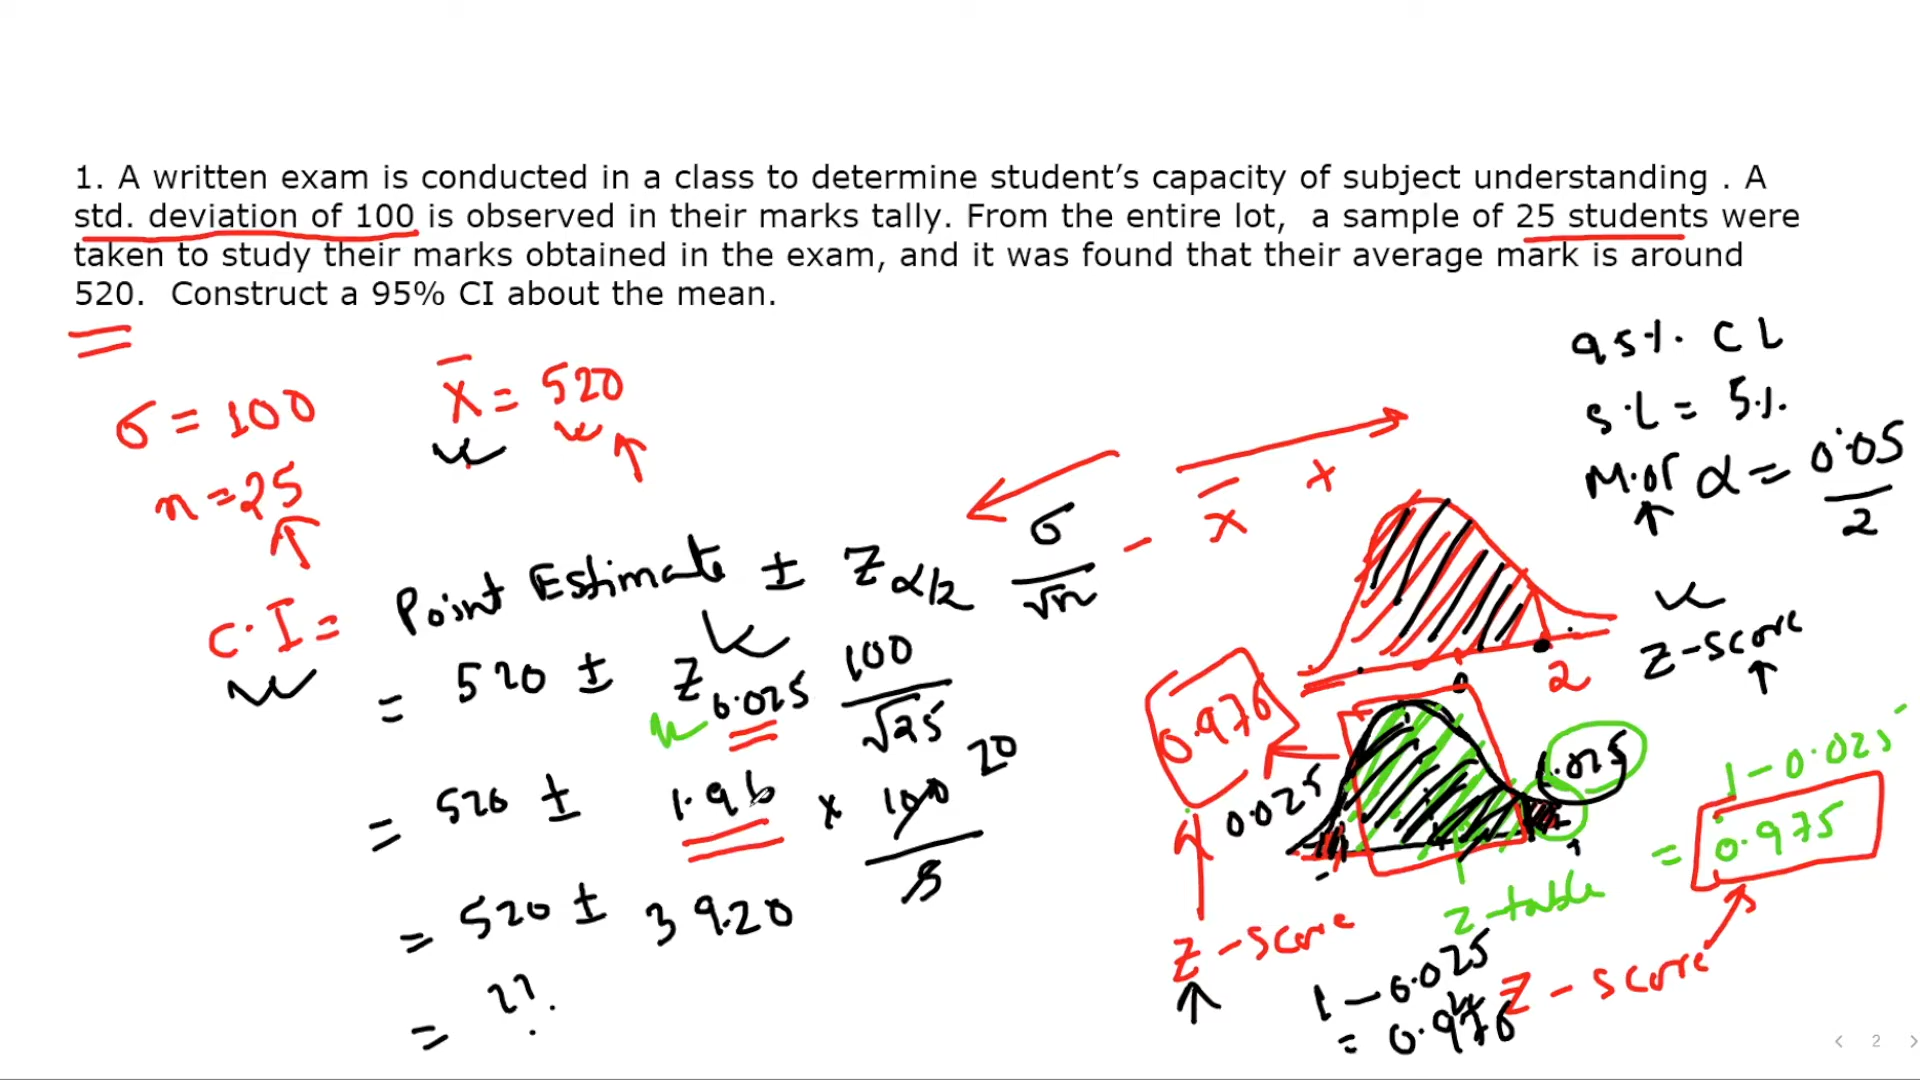 1. A written exam is conducted in a class to determine student’s capacity of subject understanding . A
std. deviation of 100 is observed in their marks tally. From the entire lot, a sample of 25 students were
taken to study their marks obtained in the exam, and it was found that their average mark is around
520. Construct a 95% CI about the mean.
σ = 100
x̄ = 520
n = 25
95% CL
S.L = 5%
M.or α = 0.05/2
Z-score
C.I = Point Estimate ± Z α/2 σ/√n - x̄ x
= 520 ± Z 0.025 100/√25
= 520 ± 1.96 × 100/5 20
= 520 ± 39.20
= ??
0 2
0.976
0.025
.025
Z-score
Z-table
1 - 0.025
= 0.976
1 - 0.025
= 0.975
Z-score
2